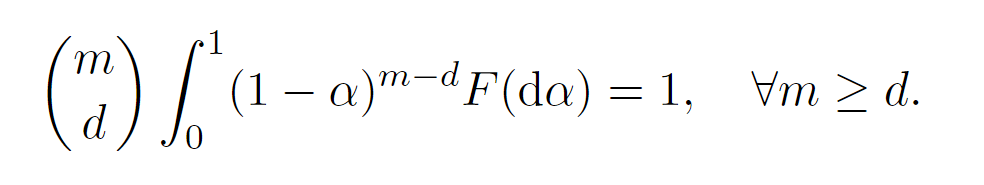 $$\binom{m}{d} \int_0^1 (1-\alpha)^{m-d} F(\mathrm{d}\alpha) = 1, \quad \forall m \geq d.$$